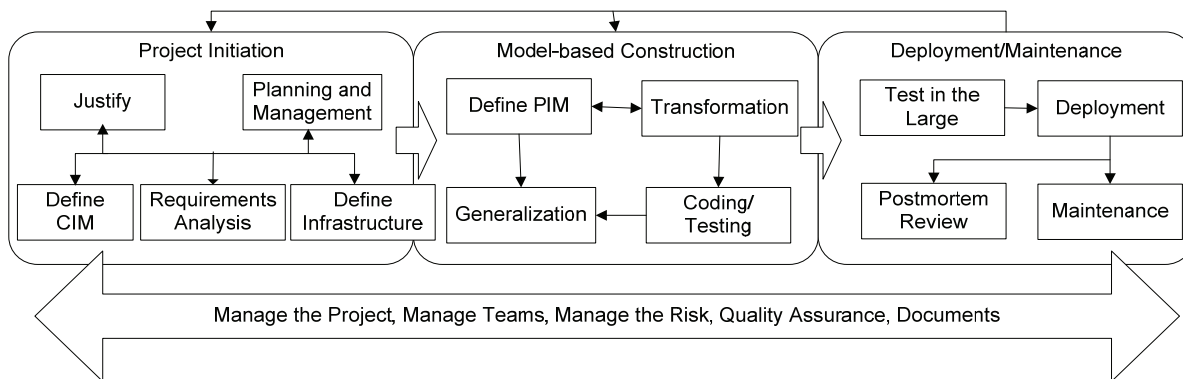 Project Initiation
Justify
Planning and
Management
Define
CIM
Requirements
Analysis
Define
Infrastructure
Model-based Construction
Define PIM
Transformation
Generalization
Coding/
Testing
Deployment/Maintenance
Test in the
Large
Deployment
Postmortem
Review
Maintenance
Manage the Project, Manage Teams, Manage the Risk, Quality Assurance, Documents